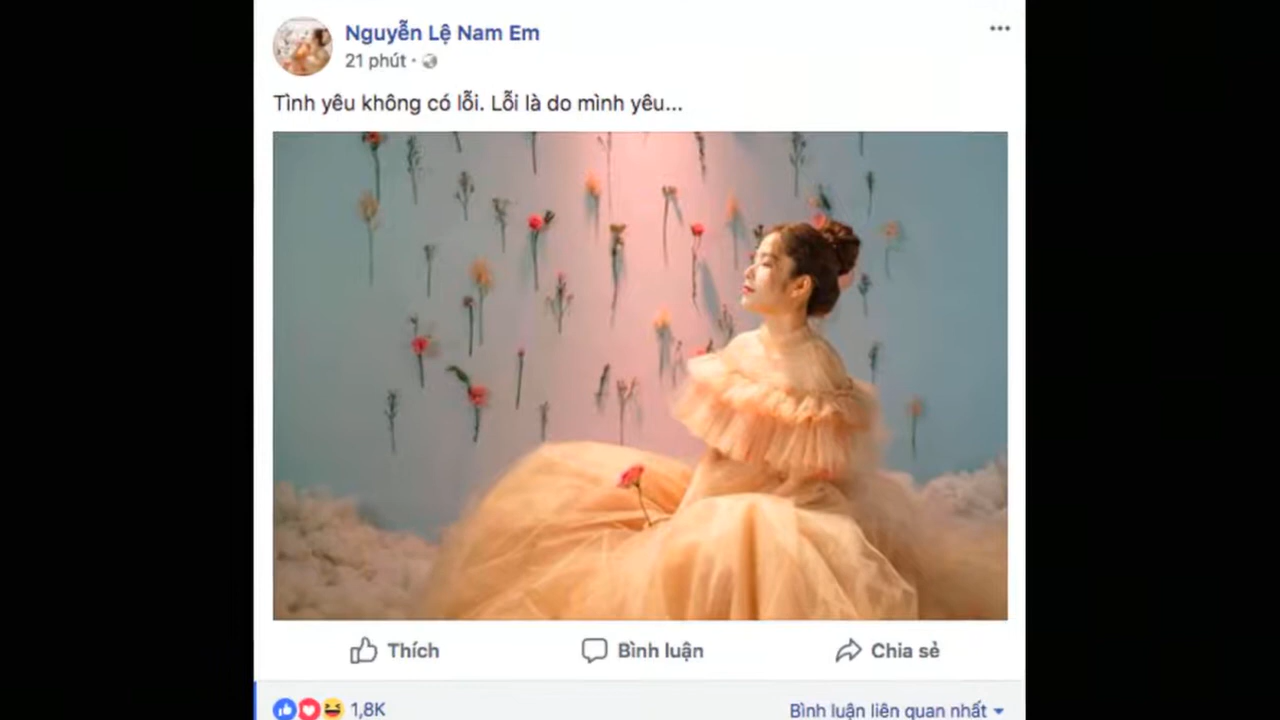 Nguyễn Lệ Nam Em
21 phút ·
Tình yêu không có lỗi. Lỗi là do mình yêu...
Thích
Bình luận
Chia sẻ
1,8K
Bình luận liên quan nhất